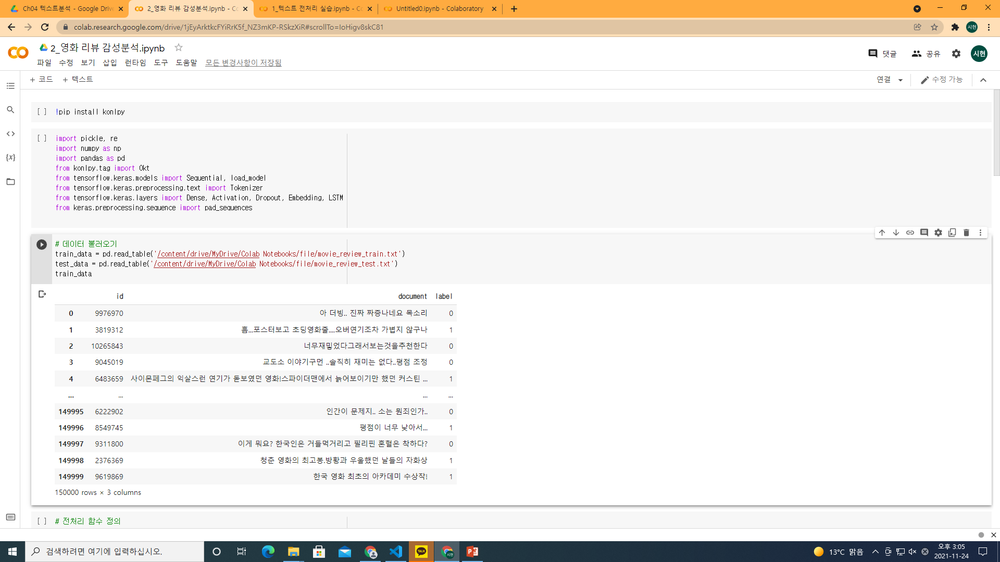 Ch04 텍스트분석 - Google Drive
2_영화 리뷰 감성분석.ipynb - Co
1_텍스트 전처리 실습.ipynb - Co
Untitled0.ipynb - Colaboratory
colab.research.google.com/drive/1jEyArktkcFYiRrK5f_NZ3mKP-RSkzXiR#scrollTo=IoHigv8skC81
시현
2_영화 리뷰 감성분석.ipynb
파일 수정 보기 삽입 런타임 도구 도움말 모든 변경사항이 저장됨
댓글 공유 시현
+ 코드 + 텍스트
연결 수정 가능
[ ] !pip install konlpy
[ ] import pickle, re
import numpy as np
import pandas as pd
from konlpy.tag import Okt
from tensorflow.keras.models import Sequential, load_model
from tensorflow.keras.preprocessing.text import Tokenizer
from tensorflow.keras.layers import Dense, Activation, Dropout, Embedding, LSTM
from keras.preprocessing.sequence import pad_sequences
# 데이터 불러오기
train_data = pd.read_table('/content/drive/MyDrive/Colab Notebooks/file/movie_review_train.txt')
test_data = pd.read_table('/content/drive/MyDrive/Colab Notebooks/file/movie_review_test.txt')
train_data
id document label
0 9976970 아 더빙.. 진짜 짜증나네요 목소리 0
1 3819312 흠...포스터보고 초딩영화줄....오버연기조차 가볍지 않구나 1
2 10265843 너무재밓었다그래서보는것을추천한다 0
3 9045019 교도소 이야기구먼 ..솔직히 재미는 없다..평점 조정 0
4 6483659 사이몬페그의 익살스런 연기가 돋보였던 영화!스파이더맨에서 늙어보이기만 했던 커스틴 ... 1
... ... ... ...
149995 6222902 인간이 문제지.. 소는 뭔죄인가.. 0
149996 8549745 평점이 너무 낮아서... 1
149997 9311800 이게 뭐요? 한국인은 거들먹거리고 필리핀 혼혈은 착하다? 0
149998 2376369 청춘 영화의 최고봉.방황과 우울했던 날들의 자화상 1
149999 9619869 한국 영화 최초의 아카데미 수상작! 1
150000 rows × 3 columns
[ ] # 전처리 함수 정의
검색하려면 여기에 입력하십시오.
TALK
시현
13°C 맑음
오후 3:05
2021-11-24